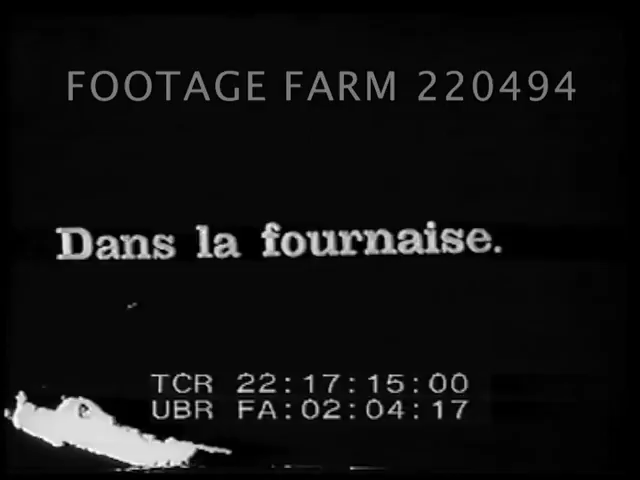 FOOTAGE FARM 220494
Dans la fournaise.
TCR 22:17:15:00
UBR FA:02:04:17